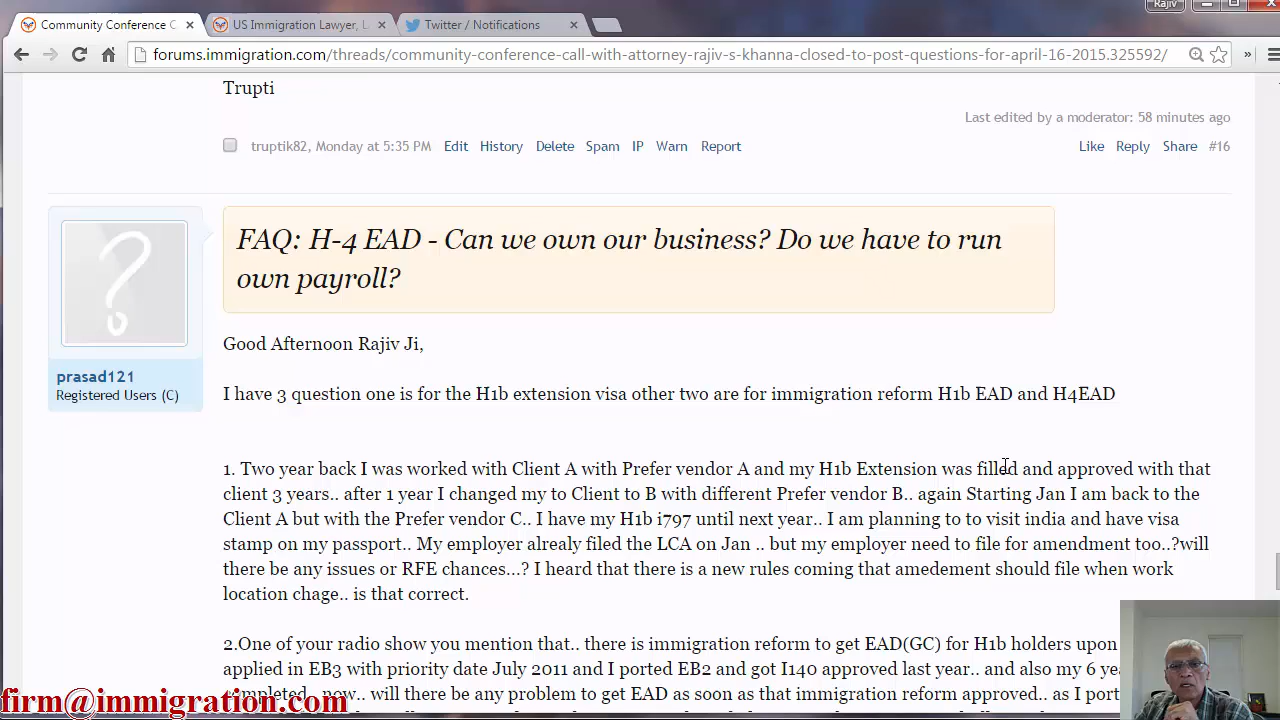 Rajiv
Community Conference C
US Immigration Lawyer, L
Twitter / Notifications
forums.immigration.com/threads/community-conference-call-with-attorney-rajiv-s-khanna-closed-to-post-questions-for-april-16-2015.325592/
Trupti
Last edited by a moderator: 58 minutes ago
truptik82, Monday at 5:35 PM Edit History Delete Spam IP Warn Report Like Reply Share #16
FAQ: H-4 EAD - Can we own our business? Do we have to run
own payroll?
prasad121
Registered Users (C)
Good Afternoon Rajiv Ji,
I have 3 question one is for the H1b extension visa other two are for immigration reform H1b EAD and H4EAD
1. Two year back I was worked with Client A with Prefer vendor A and my H1b Extension was filled and approved with that
client 3 years.. after 1 year I changed my to Client to B with different Prefer vendor B.. again Starting Jan I am back to the
Client A but with the Prefer vendor C.. I have my H1b i797 until next year.. I am planning to to visit india and have visa
stamp on my passport.. My employer alrealy filed the LCA on Jan .. but my employer need to file for amendment too..?will
there be any issues or RFE chances...? I heard that there is a new rules coming that amedement should file when work
location chage.. is that correct.
2.One of your radio show you mention that.. there is immigration reform to get EAD(GC) for H1b holders upon
applied in EB3 with priority date July 2011 and I ported EB2 and got I140 approved last year.. and also my 6 yea
completed now.. will there be any problem to get EAD as soon as that immigration reform approved.. as I port
firm@immigration.com